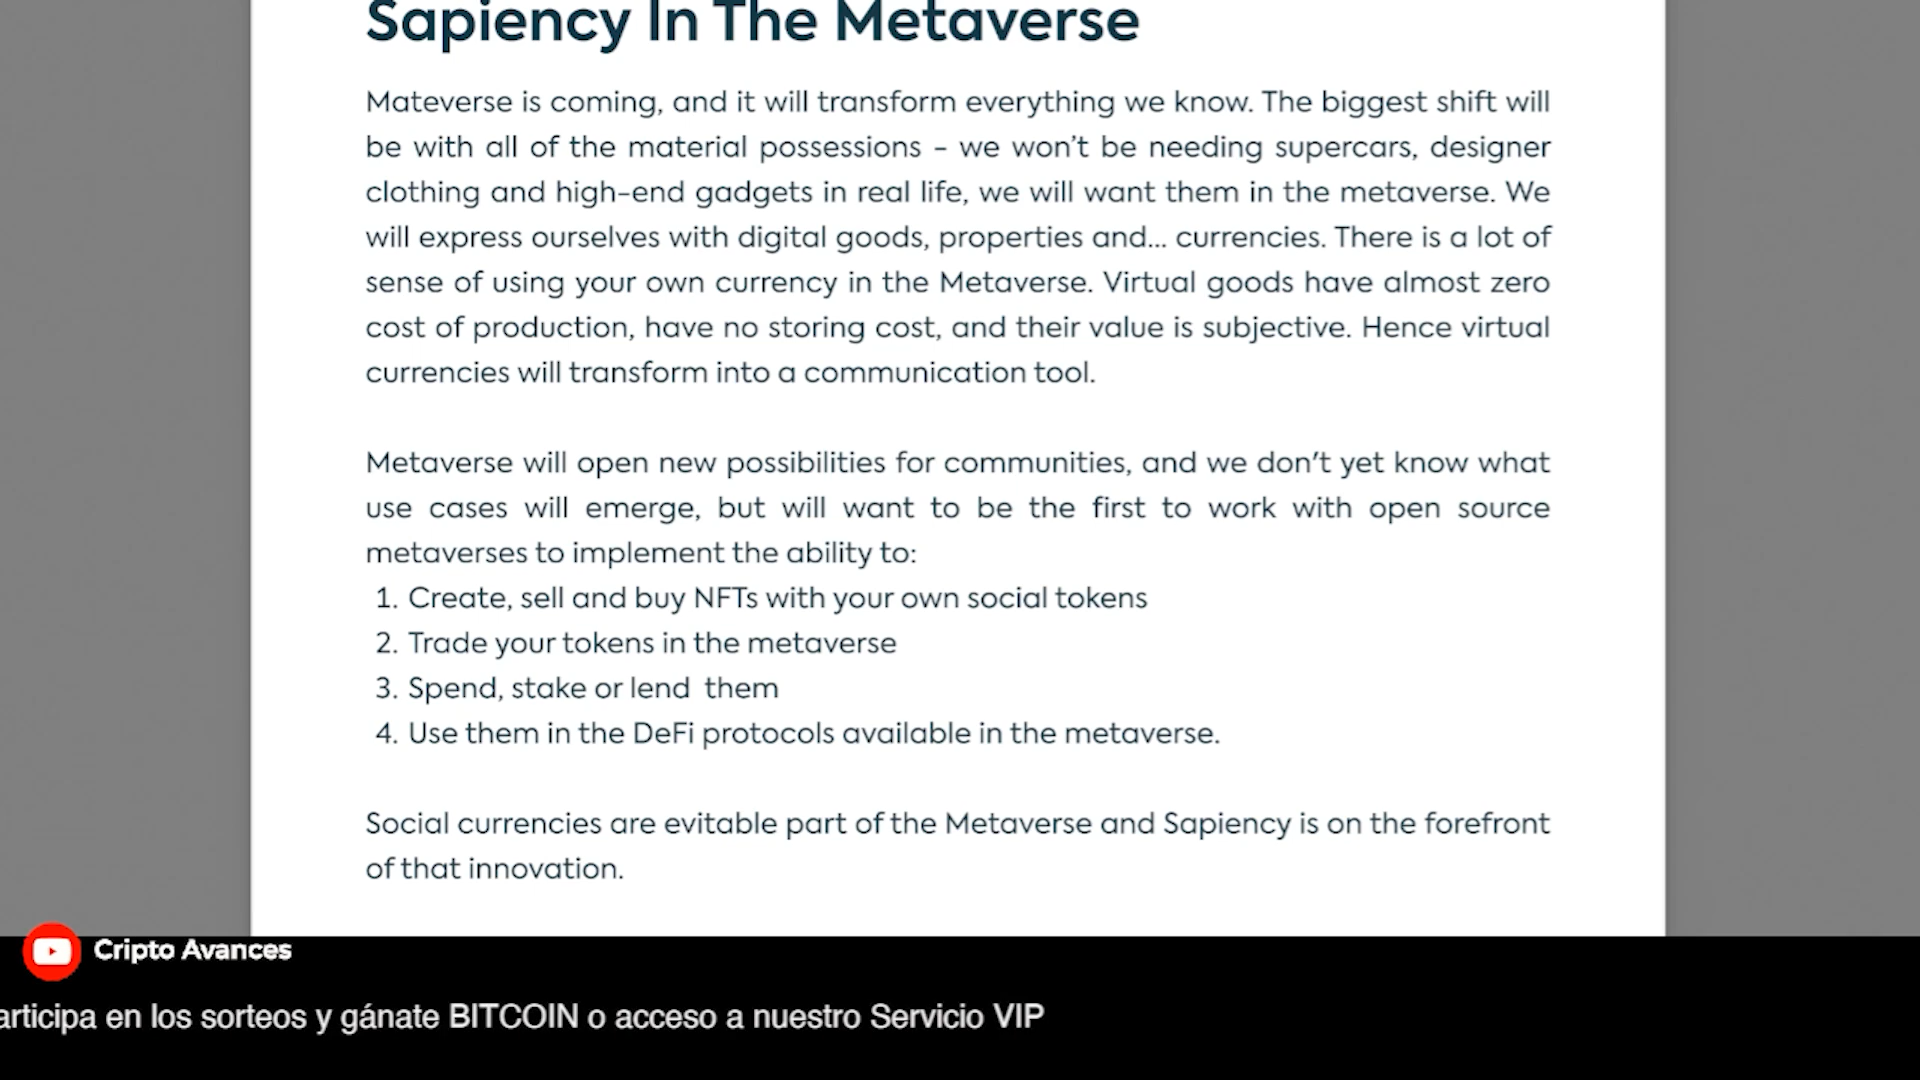 Sapiency In The Metaverse
Mateverse is coming, and it will transform everything we know. The biggest shift will
be with all of the material possessions - we won't be needing supercars, designer
clothing and high-end gadgets in real life, we will want them in the metaverse. We
will express ourselves with digital goods, properties and... currencies. There is a lot of
sense of using your own currency in the Metaverse. Virtual goods have almost zero
cost of production, have no storing cost, and their value is subjective. Hence virtual
currencies will transform into a communication tool.
Metaverse will open new possibilities for communities, and we don't yet know what
use cases will emerge, but will want to be the first to work with open source
metaverses to implement the ability to:
1. Create, sell and buy NFTs with your own social tokens
2. Trade your tokens in the metaverse
3. Spend, stake or lend them
4. Use them in the DeFi protocols available in the metaverse.
Social currencies are evitable part of the Metaverse and Sapiency is on the forefront
of that innovation.
Cripto Avances
articipa en los sorteos y gánate BITCOIN o acceso a nuestro Servicio VIP